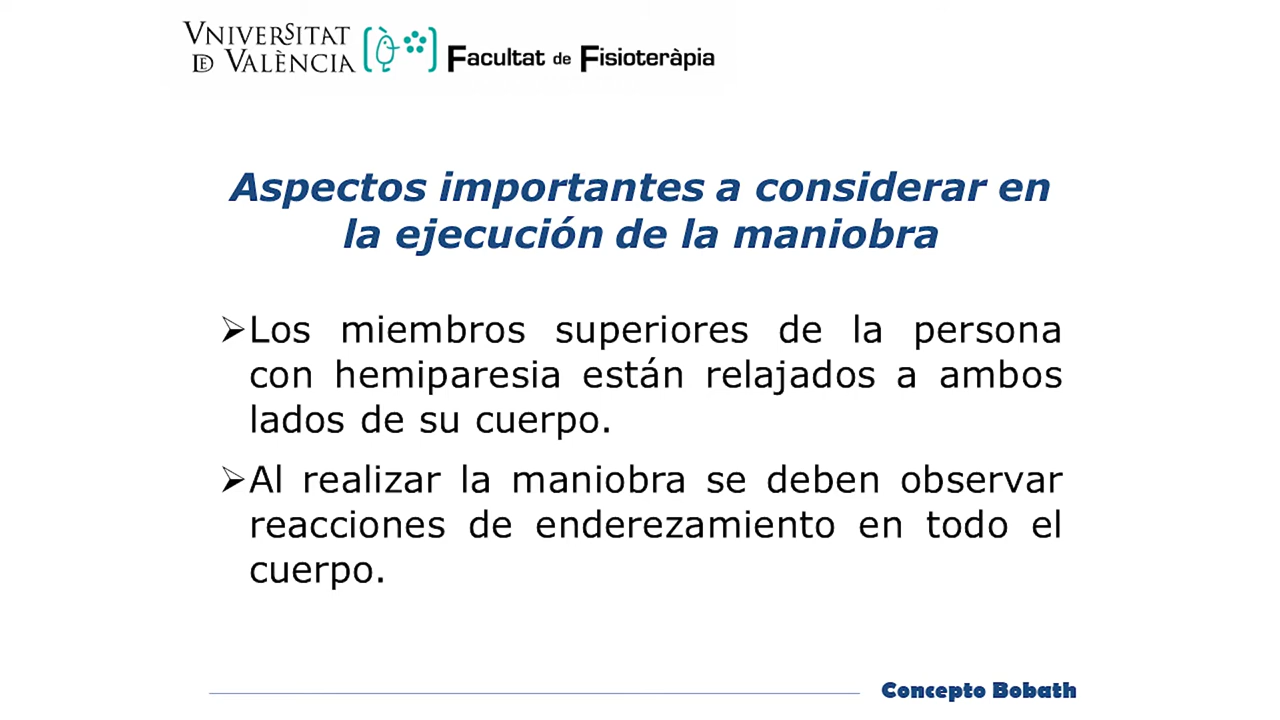 VNIVERSITAT
DE VALÈNCIA
Facultat de Fisioteràpia
Aspectos importantes a considerar en
la ejecución de la maniobra
➢Los miembros superiores de la persona
con hemiparesia están relajados a ambos
lados de su cuerpo.
➢Al realizar la maniobra se deben observar
reacciones de enderezamiento en todo el
cuerpo.
Concepto Bobath